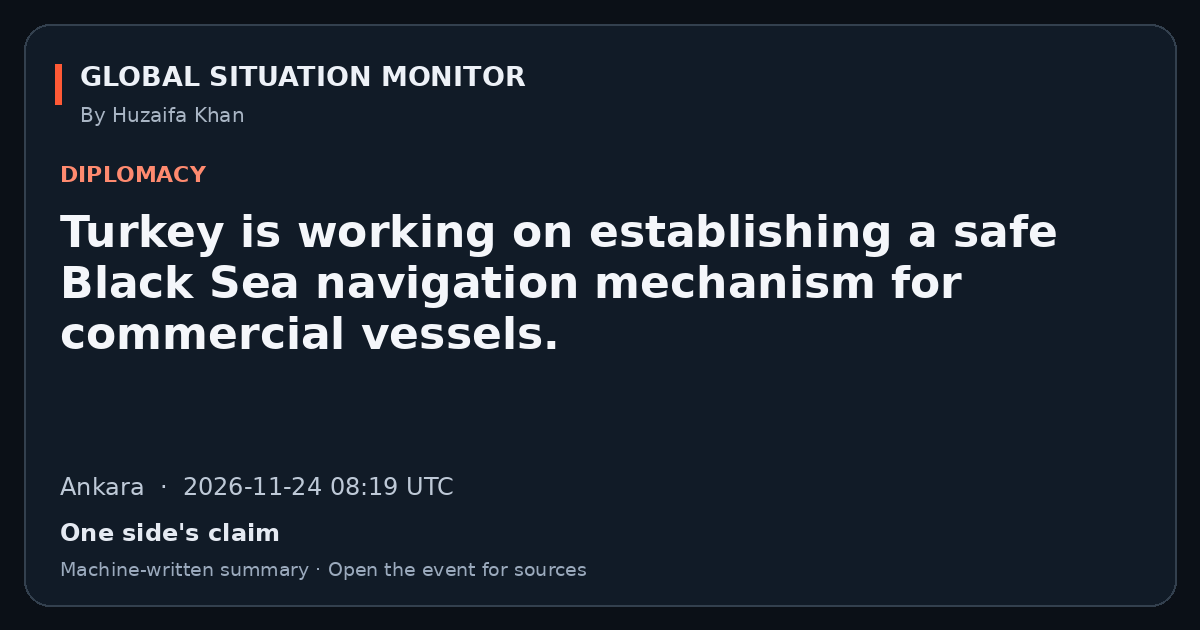 GLOBAL SITUATION MONITOR
By Huzaifa Khan
DIPLOMACY
Turkey is working on establishing a safe
Black Sea navigation mechanism for
commercial vessels.
Ankara · 2026-11-24 08:19 UTC
One side's claim
Machine-written summary · Open the event for sources